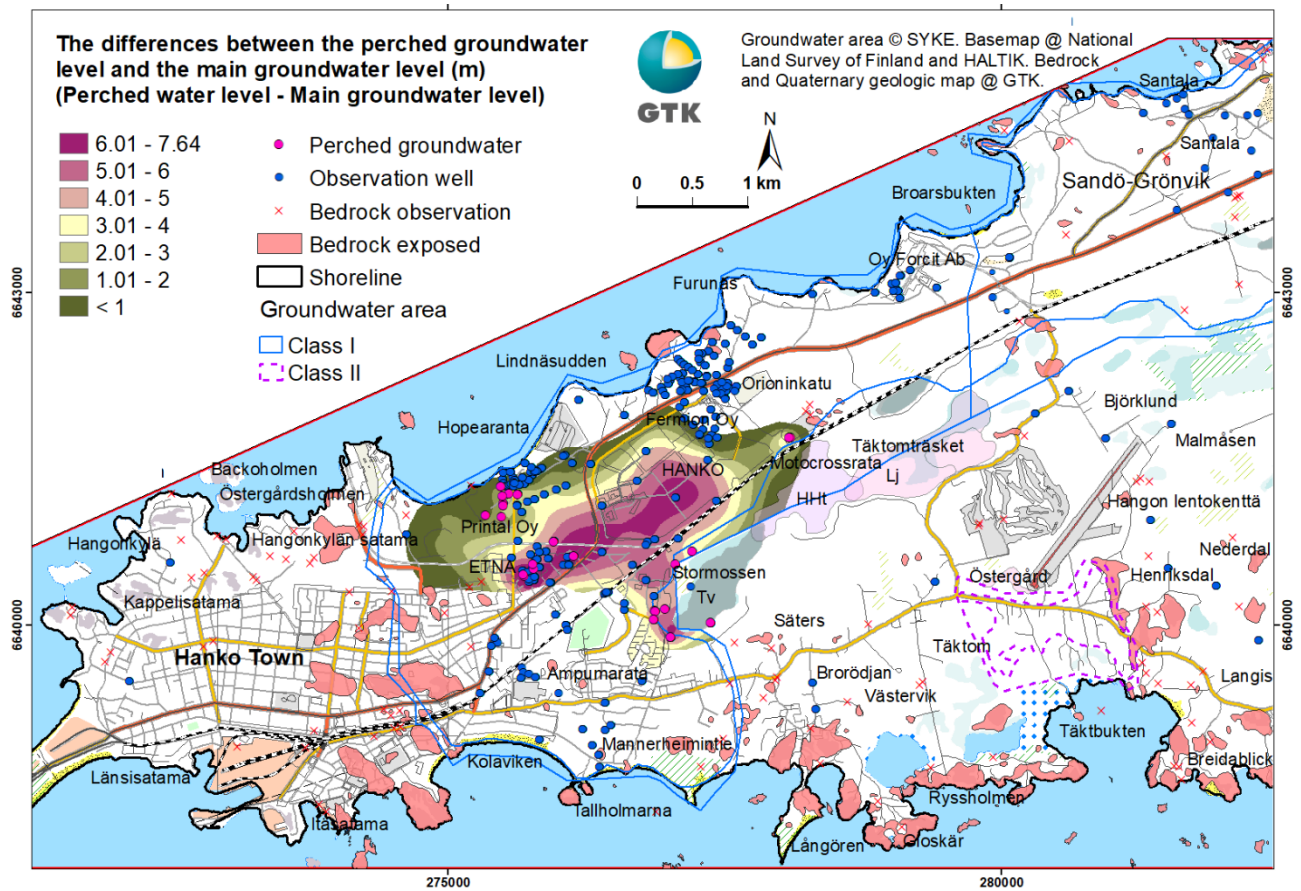 The differences between the perched groundwater
level and the main groundwater level (m)
(Perched water level - Main groundwater level)
GTK
Groundwater area © SYKE. Basemap @ National
Land Survey of Finland and HALTIK. Bedrock
and Quaternary geologic map @ GTK.
6.01 - 7.64
5.01 - 6
4.01 - 5
3.01 - 4
2.01 - 3
1.01 - 2
< 1
Perched groundwater
Observation well
Bedrock observation
Bedrock exposed
Shoreline
Groundwater area
Class I
Class II
N
0 0.5 1 km
Santala
Santala
Sandö-Grönvik
Broarsbukten
Oy Forcit Ab
Furunäs
6643000
6643000
Lindnäsudden
Orioninkatu
Fermion Oy
Björklund
Hopearanta
Täktomträsket
Malmåsen
Backoholmen
HANKO
Motocrossrata
Lj
Östergårdsholmen
HHt
Hangon lentokenttä
Printal Oy
Hangonkylä
Hangonkylän satama
Nederdal
ETNA
Stormossen
Östergård
Henriksdal
Kappelisatama
Tv
6640000
6640000
Säters
Täktom
Hanko Town
Ampumarata
Brorödjan
Langis
Västervik
Mannerheimintie
Täktbukten
Länsisatama
Kolaviken
Breidablick
Ryssholmen
Tallholmarna
Itäsatama
Långören
Gloskär
275000
280000